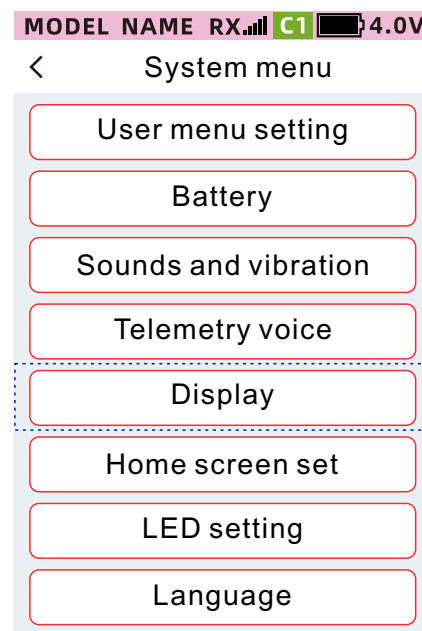 MODEL NAME RX C1 4.0V
System menu
User menu setting
Battery
Sounds and vibration
Telemetry voice
Display
Home screen set
LED setting
Language